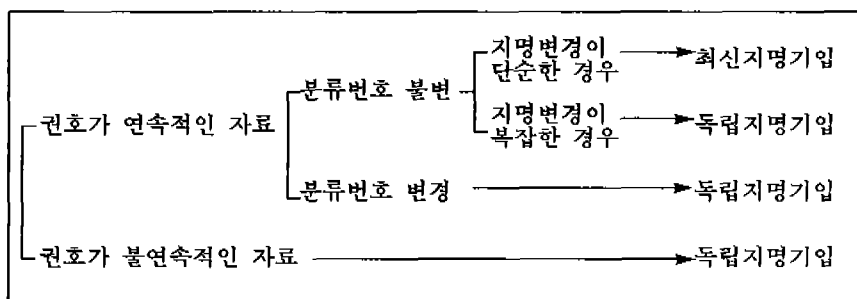 지명변경이
단순한 경우
최신지명기입
분류번호 불변
지명변경이
복잡한 경우
독립지명기입
권호가 연속적인 자료
분류번호 변경
독립지명기입
권호가 불연속적인 자료
독립지명기입